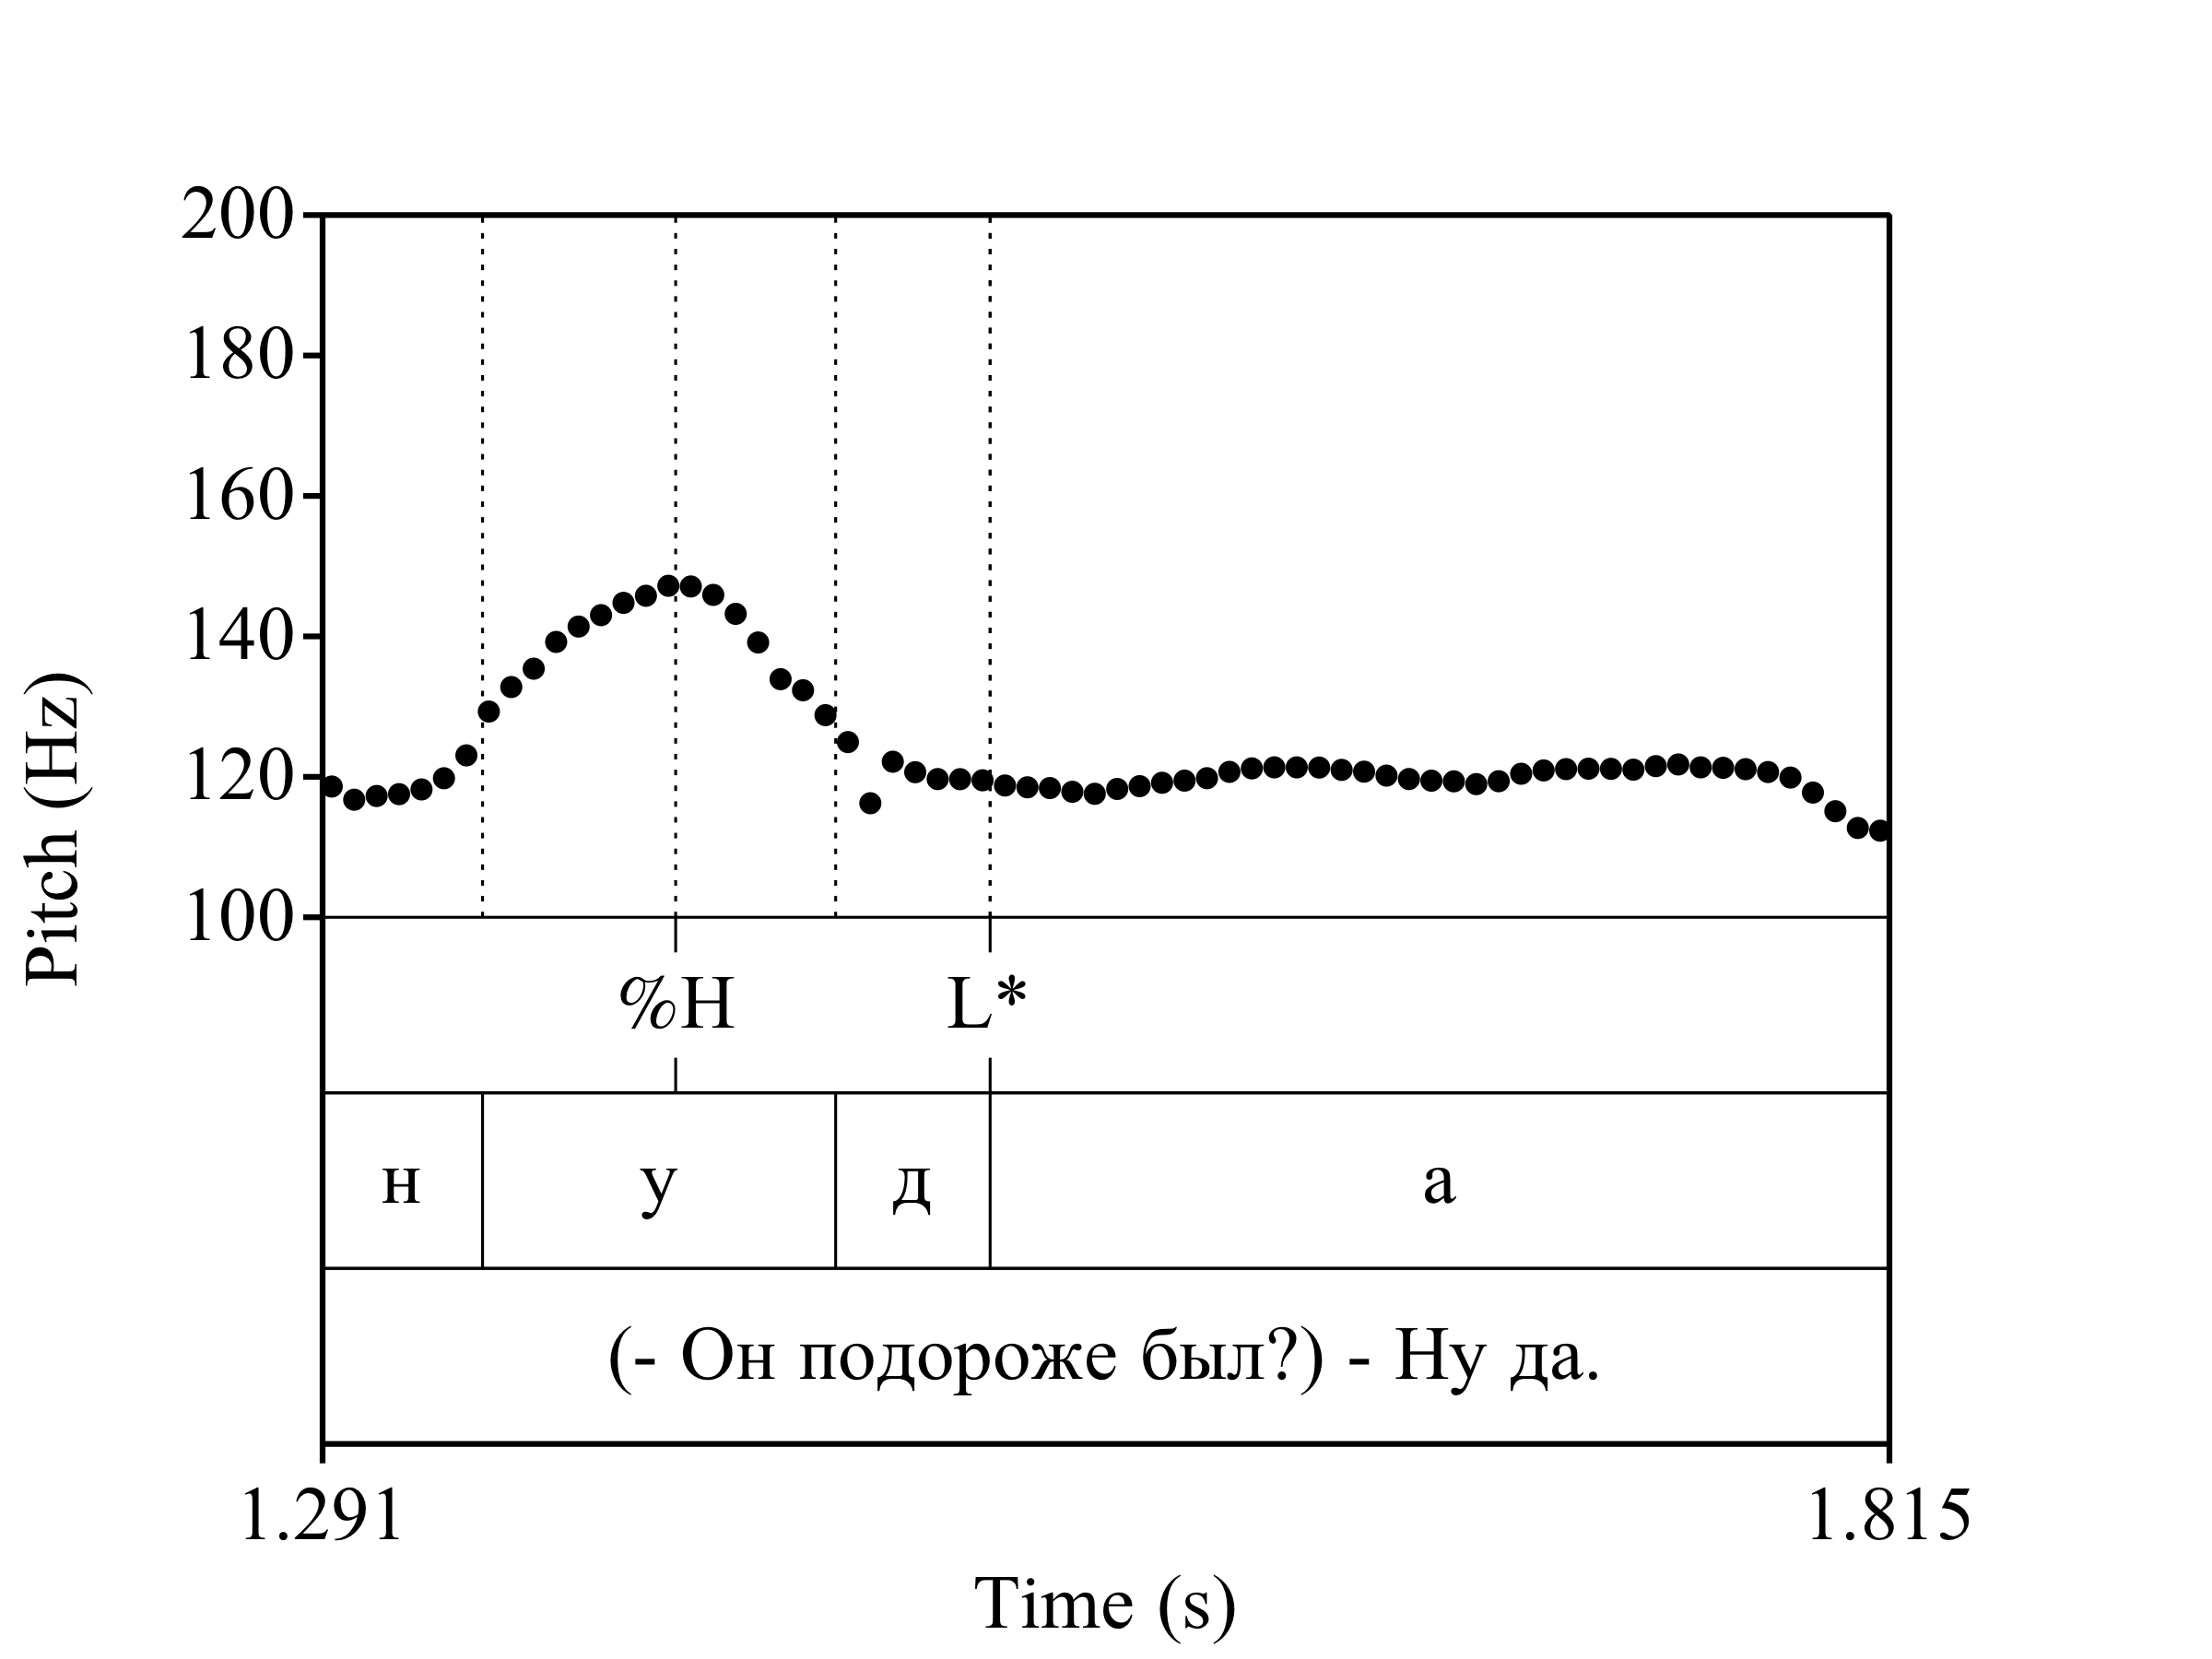 200
180
160
140
120
100
Pitch (Hz)
%H L*
н у д а
(- Он подороже был?) - Ну да.
1.291 1.815
Time (s)